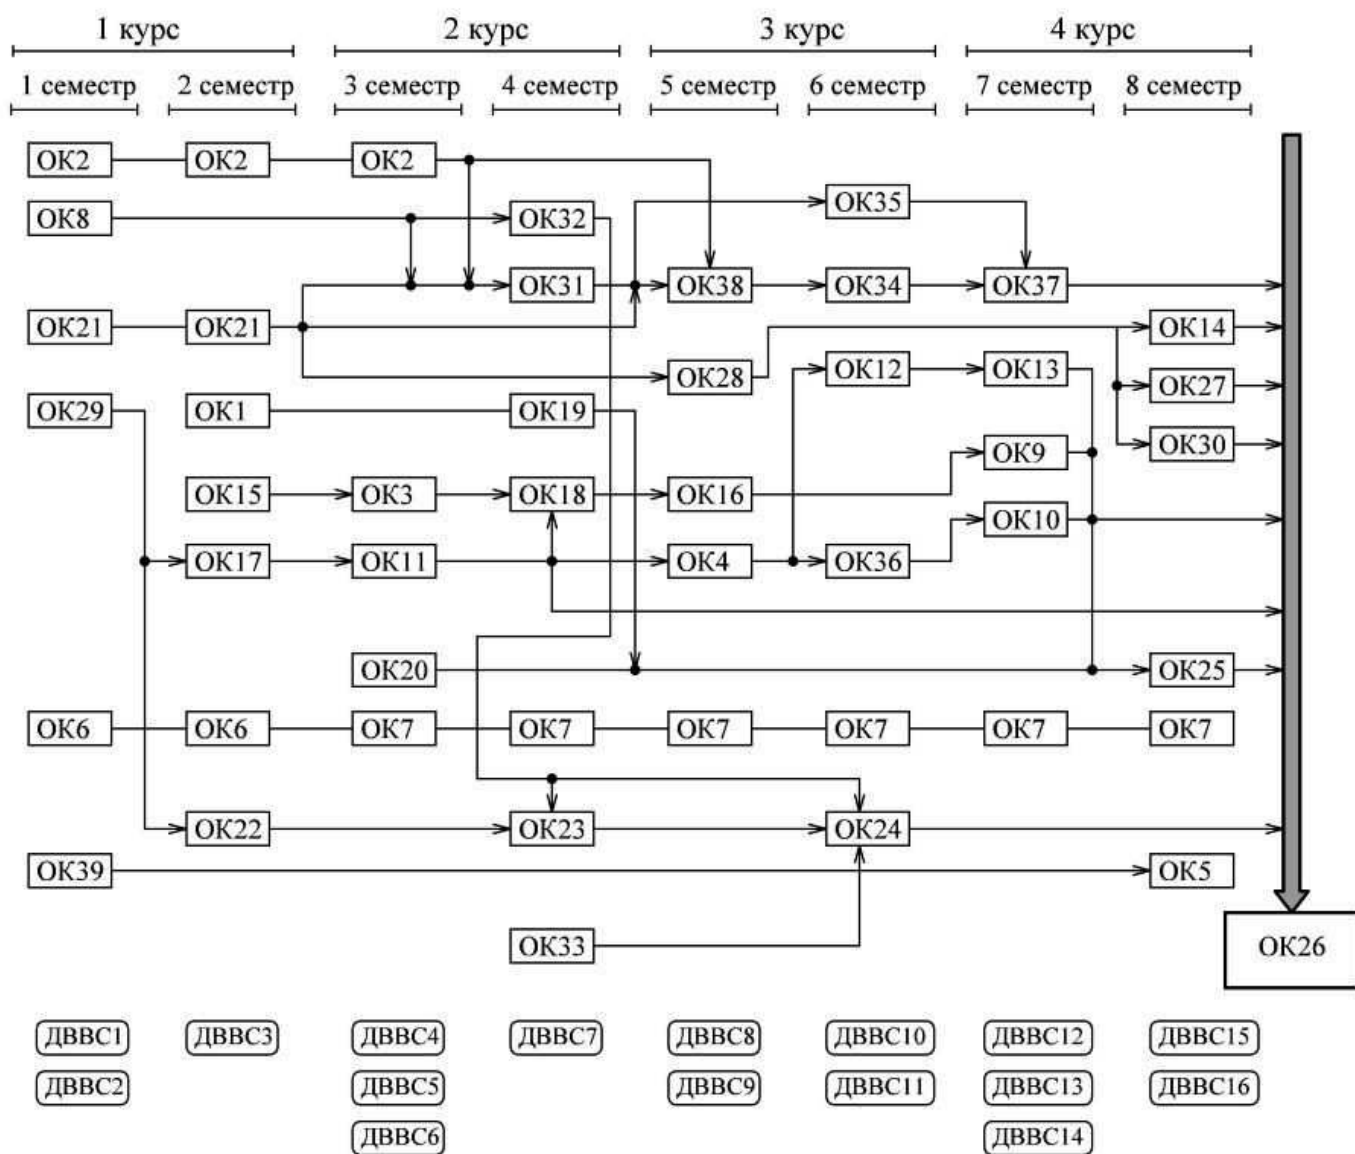 1 курс 2 курс 3 курс 4 курс
1 семестр 2 семестр 3 семестр 4 семестр 5 семестр 6 семестр 7 семестр 8 семестр
ОК2 ОК2 ОК2
ОК35
ОК8 ОК32
ОК31 ОК38 ОК34 ОК37
ОК21 ОК21 ОК14
ОК28 ОК12 ОК13
ОК27
ОК29 ОК1 ОК19
ОК9 ОК30
ОК15 ОК3 ОК18 ОК16
ОК10
ОК17 ОК11 ОК4 ОК36
ОК20 ОК25
ОК6 ОК6 ОК7 ОК7 ОК7 ОК7 ОК7 ОК7
ОК22 ОК23 ОК24
ОК39 ОК5
ОК33 ОК26
ДВВС1 ДВВС3 ДВВС4 ДВВС7 ДВВС8 ДВВС10 ДВВС12 ДВВС15
ДВВС2 ДВВС5 ДВВС9 ДВВС11 ДВВС13 ДВВС16
ДВВС6 ДВВС14